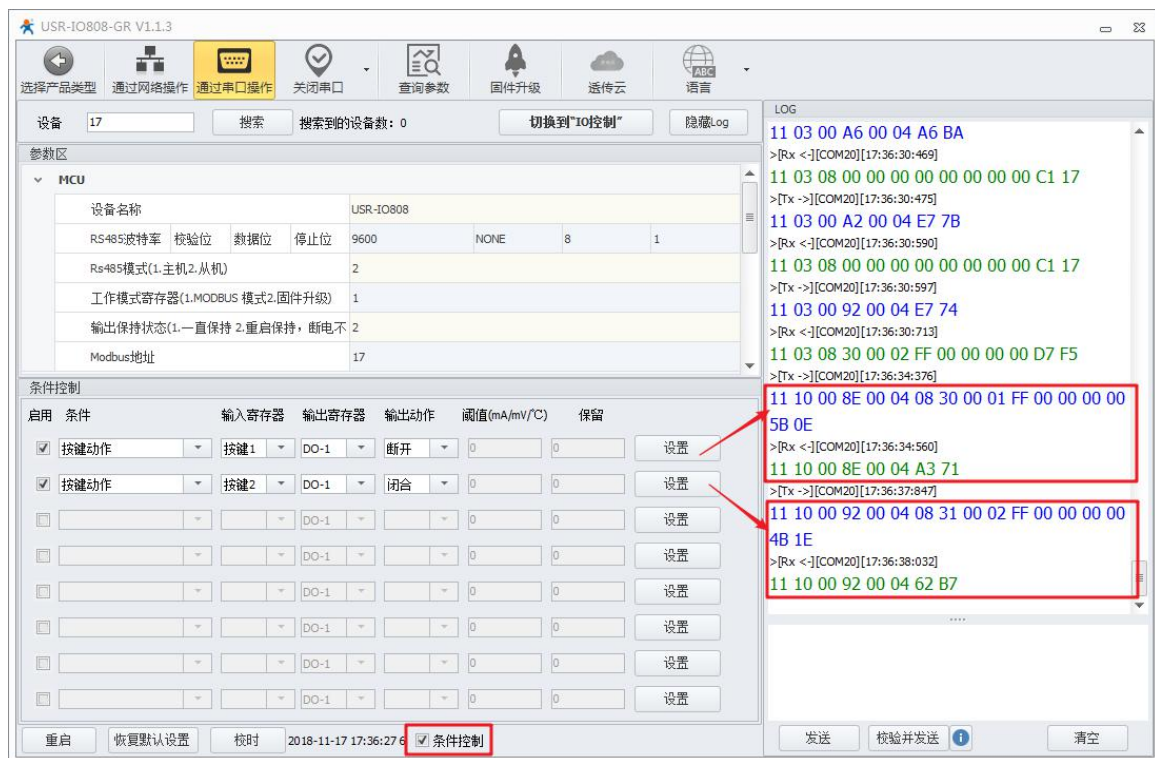 USR-IO808-GR V1.1.3
选择产品类型 通过网络操作 通过串口操作 关闭串口 查询参数 固件升级 透传云 语言
ABC
设备 17 搜索 搜索到的设备数：0 切换到"IO控制" 隐藏Log
参数区
MCU
设备名称 USR-IO808
RS485波特率 校验位 数据位 停止位 9600 NONE 8 1
Rs485模式(1.主机2.从机) 2
工作模式寄存器(1.MODBUS 模式2.固件升级) 1
输出保持状态(1.一直保持 2.重启保持，断电不 2
Modbus地址 17
条件控制
启用 条件 输入寄存器 输出寄存器 输出动作 阈值(mA/mV/℃) 保留
按键动作 按键1 DO-1 断开 0 0 设置
按键动作 按键2 DO-1 闭合 0 0 设置
DO-1 0 0 设置
DO-1 0 0 设置
DO-1 0 0 设置
DO-1 0 0 设置
DO-1 0 0 设置
DO-1 0 0 设置
重启 恢复默认设置 校时 2018-11-17 17:36:27 6 条件控制
LOG
11 03 00 A6 00 04 A6 BA
>[Rx <-][COM20][17:36:30:469]
11 03 08 00 00 00 00 00 00 00 00 C1 17
>[Tx ->][COM20][17:36:30:475]
11 03 00 A2 00 04 E7 7B
>[Rx <-][COM20][17:36:30:590]
11 03 08 00 00 00 00 00 00 00 00 C1 17
>[Tx ->][COM20][17:36:30:597]
11 03 00 92 00 04 E7 74
>[Rx <-][COM20][17:36:30:713]
11 03 08 30 00 02 FF 00 00 00 00 D7 F5
>[Tx ->][COM20][17:36:34:376]
11 10 00 8E 00 04 08 30 00 01 FF 00 00 00 00
5B 0E
>[Rx <-][COM20][17:36:34:560]
11 10 00 8E 00 04 A3 71
>[Tx ->][COM20][17:36:37:847]
11 10 00 92 00 04 08 31 00 02 FF 00 00 00 00
4B 1E
>[Rx <-][COM20][17:36:38:032]
11 10 00 92 00 04 62 B7
发送 校验并发送 清空